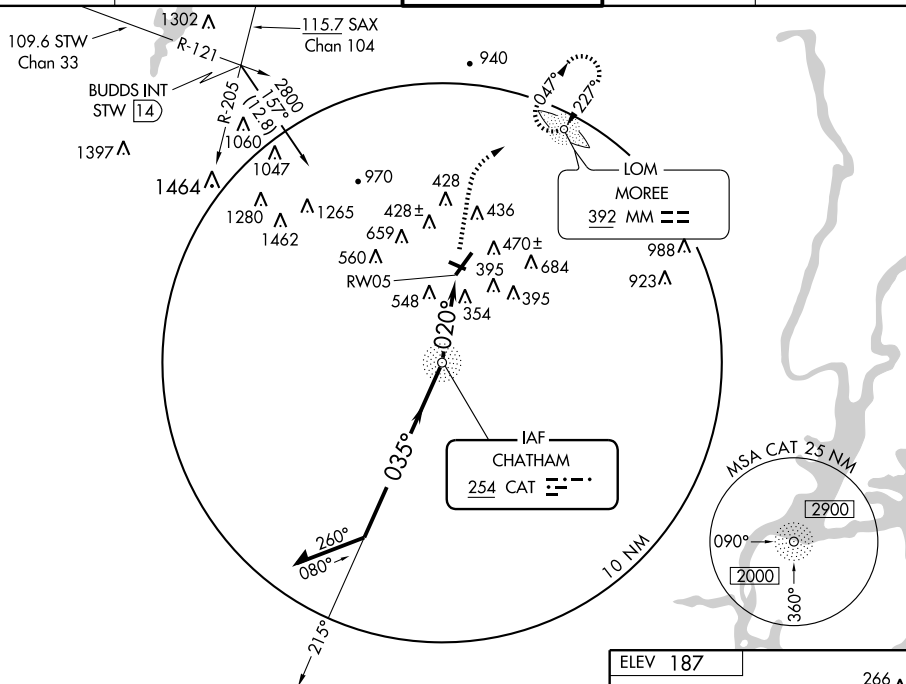 1302
109.6 STW
Chan 33
R-121
115.7 SAX
Chan 104
BUDDS INT
STW 14
R-205
2800
157°
(12.8)
940
047°
227°
1397
1060
1047
1464
970
LOM
MOREE
392 MM
1280
1462
1265
428
428±
436
659
560
470±
988
RW05
395
684
923
548
354
395
020°
IAF
CHATHAM
254 CAT
035°
MSA CAT 25 NM
2900
090°
2000
360°
260°
080°
10 NM
215°
ELEV 187
266